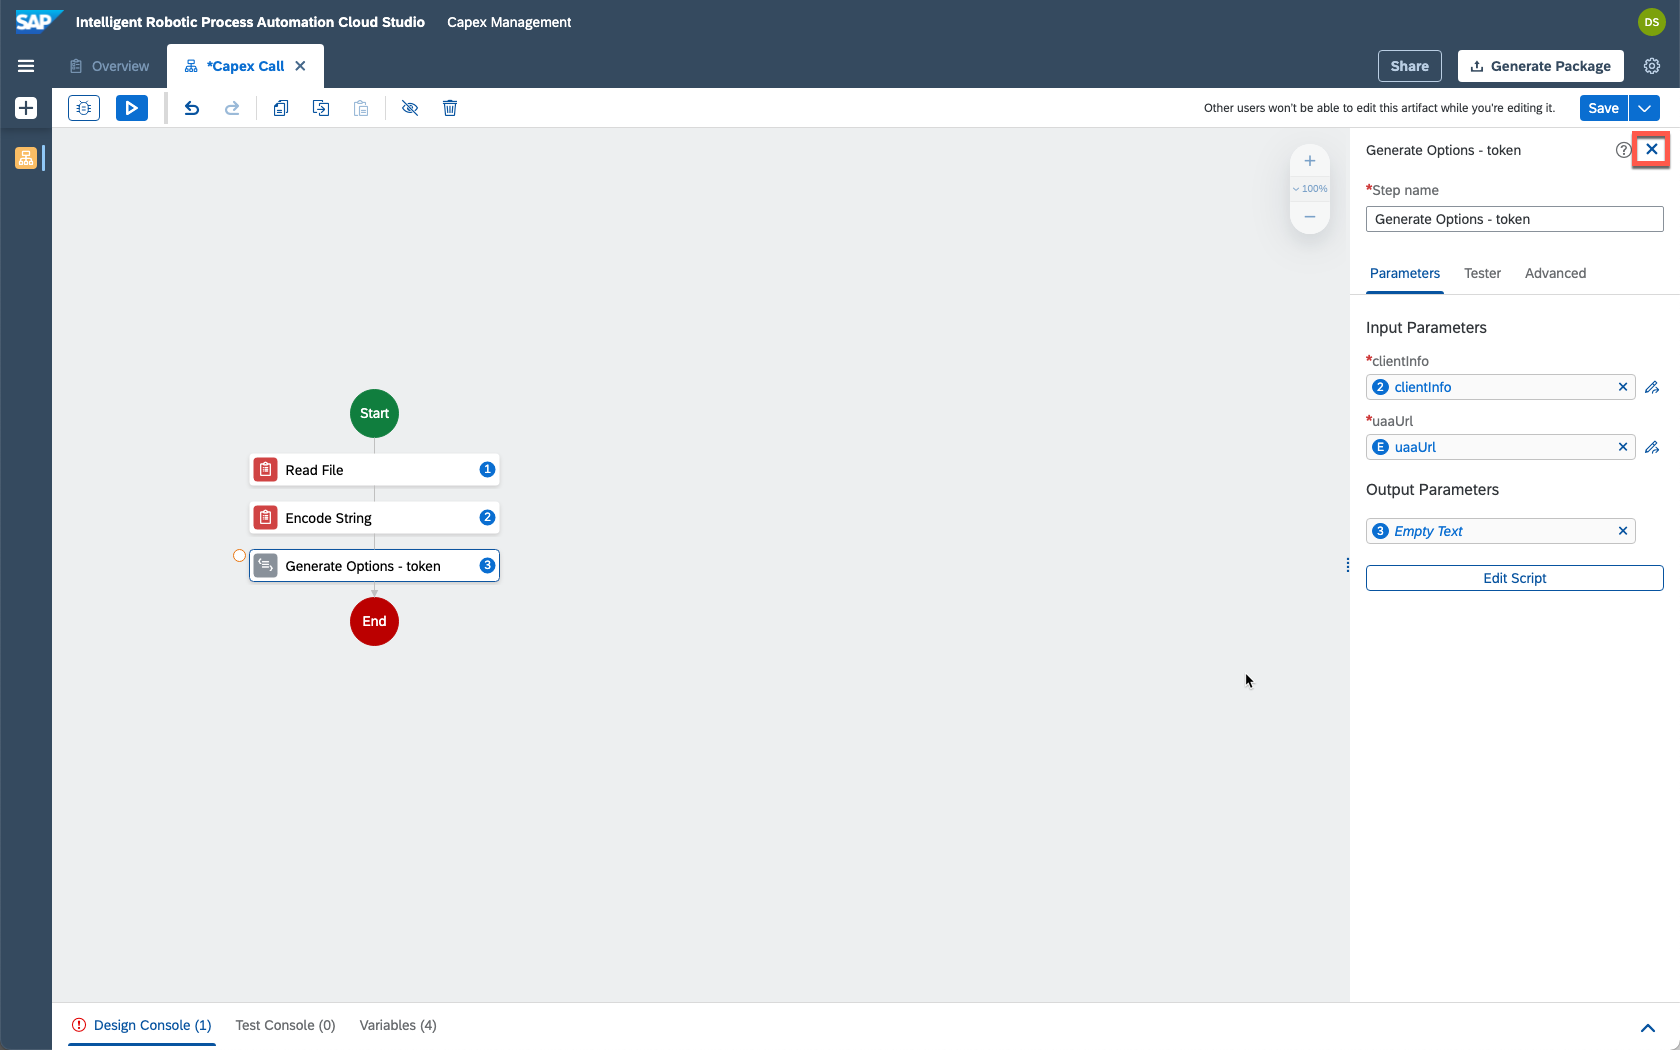 SAP Intelligent Robotic Process Automation Cloud Studio Capex Management DS
Overview *Capex Call Share Generate Package
Other users won't be able to edit this artifact while you're editing it. Save
Generate Options - token
100%
*Step name
Generate Options - token
Parameters Tester Advanced
Input Parameters
*clientInfo
2 clientInfo
*uaaUrl
E uaaUrl
Output Parameters
3 Empty Text
Edit Script
Start
Read File 1
Encode String 2
Generate Options - token 3
End
Design Console (1) Test Console (0) Variables (4)